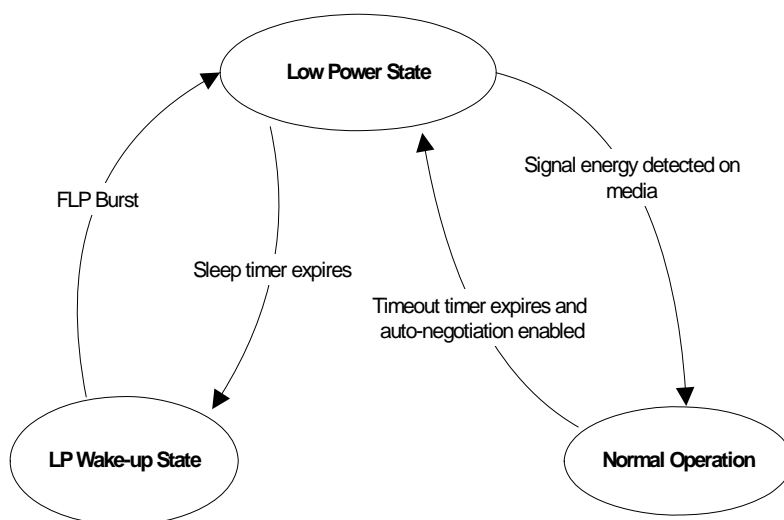 Low Power State
Signal energy detected on
media
FLP Burst
Sleep timer expires
Timeout timer expires and
auto-negotiation enabled
LP Wake-up State
Normal Operation